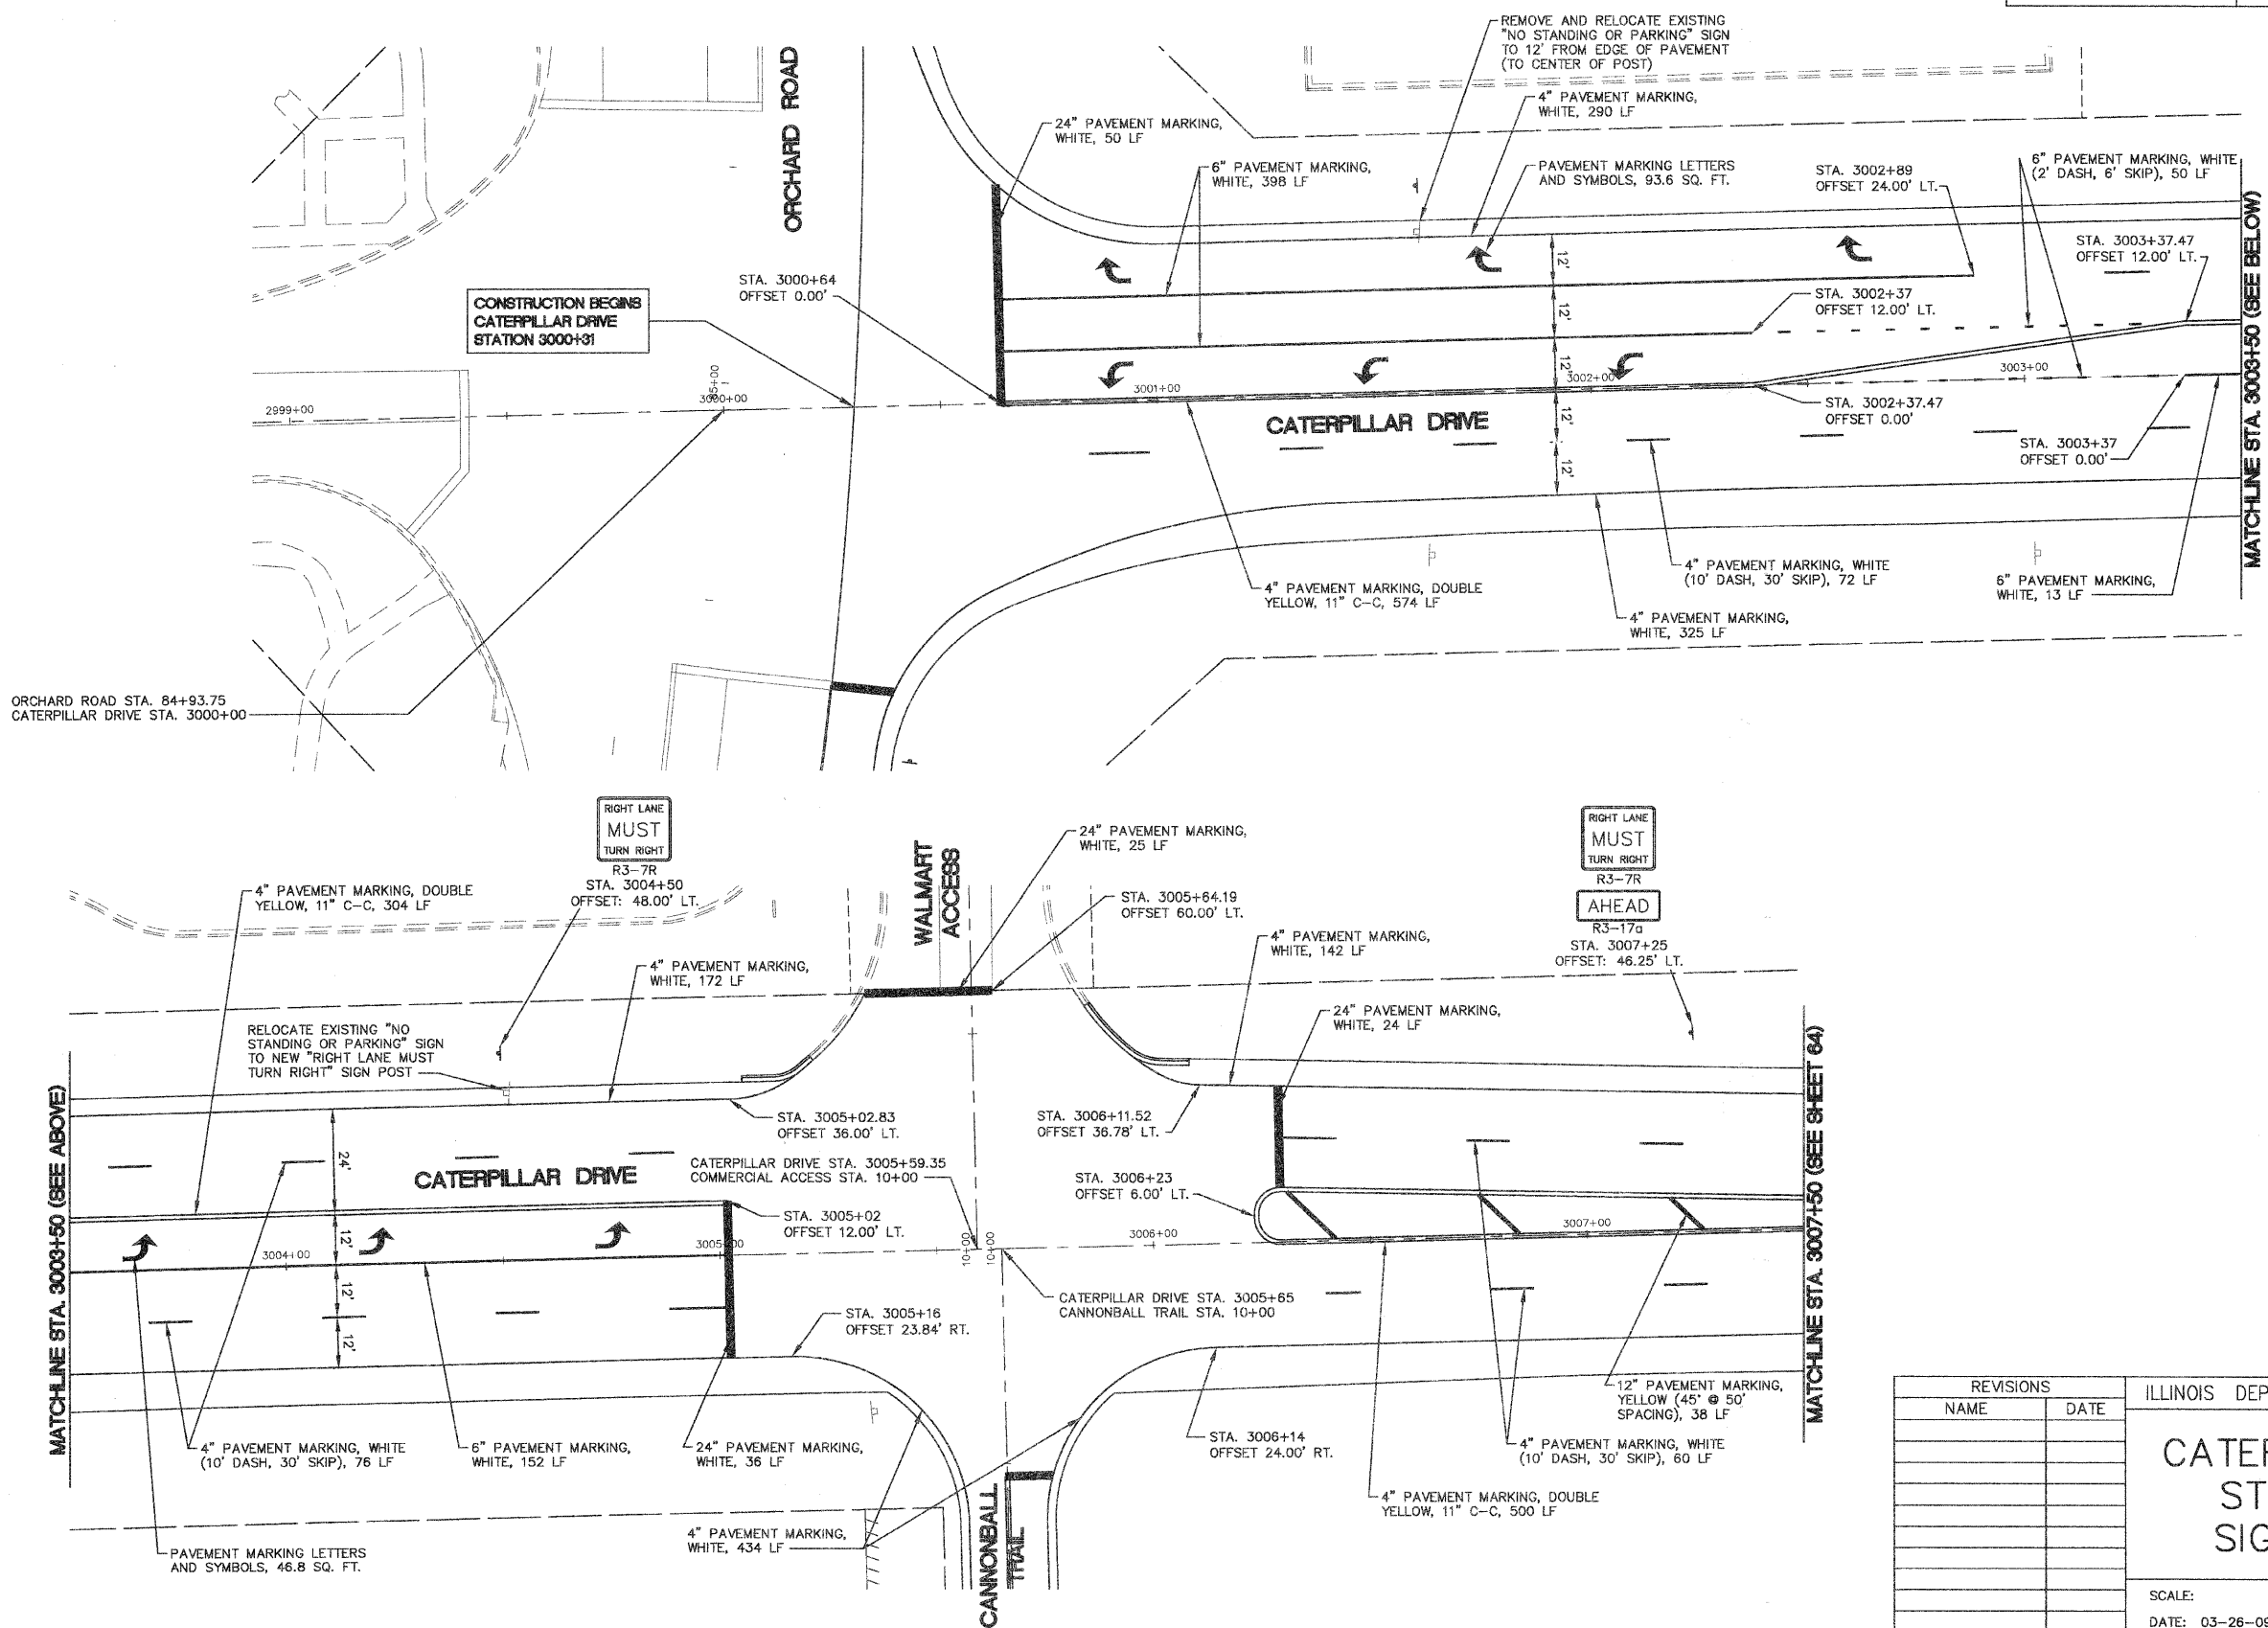 REMOVE AND RELOCATE EXISTING
"NO STANDING OR PARKING" SIGN
TO 12' FROM EDGE OF PAVEMENT
(TO CENTER OF POST)
4" PAVEMENT MARKING,
WHITE, 290 LF
24" PAVEMENT MARKING,
WHITE, 50 LF
6" PAVEMENT MARKING,
WHITE, 398 LF
PAVEMENT MARKING LETTERS
AND SYMBOLS, 93.6 SQ. FT.
STA. 3002+89
OFFSET 24.00' LT.
6" PAVEMENT MARKING, WHITE
(2' DASH, 6' SKIP), 50 LF
ORCHARD ROAD
MATCHLINE STA. 3003+50 (SEE BELOW)
STA. 3003+37.47
OFFSET 12.00' LT.
STA. 3000+64
OFFSET 0.00'
CONSTRUCTION BEGINS
CATERPILLAR DRIVE
STATION 3000+31
STA. 3002+37
OFFSET 12.00' LT.
12'
12'
12'
12'
12'
2999+00
3000+00
3001+00
3002+00
3003+00
CATERPILLAR DRIVE
STA. 3002+37.47
OFFSET 0.00'
STA. 3003+37
OFFSET 0.00'
4" PAVEMENT MARKING, DOUBLE
YELLOW, 11" C-C, 574 LF
4" PAVEMENT MARKING, WHITE
(10' DASH, 30' SKIP), 72 LF
6" PAVEMENT MARKING,
WHITE, 13 LF
4" PAVEMENT MARKING,
WHITE, 325 LF
ORCHARD ROAD STA. 84+93.75
CATERPILLAR DRIVE STA. 3000+00
RIGHT LANE
MUST
TURN RIGHT
R3-7R
STA. 3004+50
OFFSET: 48.00' LT.
4" PAVEMENT MARKING, DOUBLE
YELLOW, 11" C-C, 304 LF
4" PAVEMENT MARKING,
WHITE, 172 LF
RELOCATE EXISTING "NO
STANDING OR PARKING" SIGN
TO NEW "RIGHT LANE MUST
TURN RIGHT" SIGN POST
WALMART
ACCESS
24" PAVEMENT MARKING,
WHITE, 25 LF
STA. 3005+64.19
OFFSET 60.00' LT.
4" PAVEMENT MARKING,
WHITE, 142 LF
RIGHT LANE
MUST
TURN RIGHT
R3-7R
AHEAD
R3-17a
STA. 3007+25
OFFSET: 46.25' LT.
24" PAVEMENT MARKING,
WHITE, 24 LF
MATCHLINE STA. 3003+50 (SEE ABOVE)
MATCHLINE STA. 3007+50 (SEE SHEET 64)
STA. 3005+02.83
OFFSET 36.00' LT.
STA. 3006+11.52
OFFSET 36.78' LT.
CATERPILLAR DRIVE
CATERPILLAR DRIVE STA. 3005+59.35
COMMERCIAL ACCESS STA. 10+00
STA. 3006+23
OFFSET 6.00' LT.
STA. 3005+02
OFFSET 12.00' LT.
24'
12'
12'
12'
3004+00
3005+00
10+00
10+00
3006+00
3007+00
CATERPILLAR DRIVE STA. 3005+65
CANNONBALL TRAIL STA. 10+00
STA. 3005+16
OFFSET 23.84' RT.
4" PAVEMENT MARKING, WHITE
(10' DASH, 30' SKIP), 76 LF
6" PAVEMENT MARKING,
WHITE, 152 LF
24" PAVEMENT MARKING,
WHITE, 36 LF
STA. 3006+14
OFFSET 24.00' RT.
12" PAVEMENT MARKING,
YELLOW (45° @ 50'
SPACING), 38 LF
4" PAVEMENT MARKING, WHITE
(10' DASH, 30' SKIP), 60 LF
4" PAVEMENT MARKING, DOUBLE
YELLOW, 11" C-C, 500 LF
4" PAVEMENT MARKING,
WHITE, 434 LF
PAVEMENT MARKING LETTERS
AND SYMBOLS, 46.8 SQ. FT.
CANNONBALL
TRAIL
REVISIONS
NAME DATE
ILLINOIS DEP
CATER
ST
SIG
SCALE:
DATE: 03-26-09